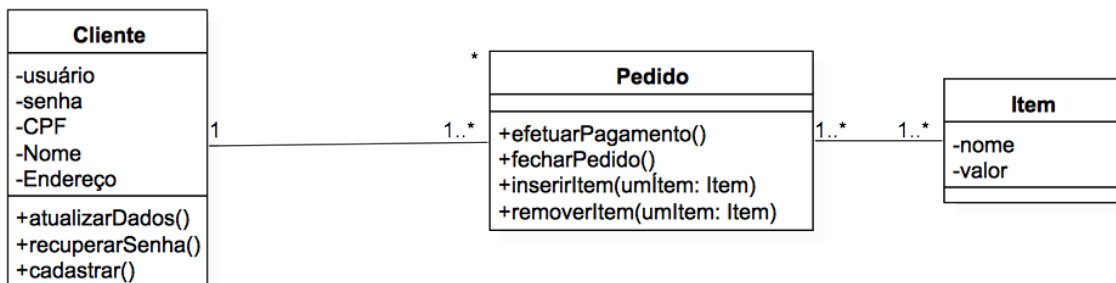 Cliente
-usuário
-senha
-CPF
-Nome
-Endereço
+atualizarDados()
+recuperarSenha()
+cadastrar()
1
1..*
*
Pedido
+efetuarPagamento()
+fecharPedido()
+inserirItem(umÍtem: Item)
+removerItem(umItem: Item)
1..*
1..*
Item
-nome
-valor